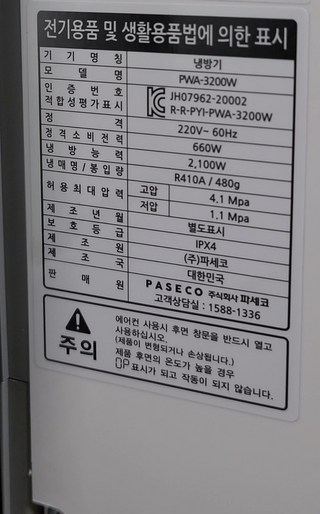 전기용품 및 생활용품법에 의한 표시
기기명칭 냉방기
모델명 PWA-3200W
인증번호 JH07962-20002
적합성평가표시 R-R-PYI-PWA-3200W
정격 220V~ 60Hz
정격소비전력 660W
냉방능력 2,100W
냉매명/봉입량 R410A / 480g
허용최대압력 고압 4.1 Mpa
저압 1.1 Mpa
제조년월 별도표시
보호등급 IPX4
제조원 (주)파세코
제조국 대한민국
판매원 PASECO 주식회사 파세코
고객상담실 : 1588-1336
주의
에어컨 사용시 후면 창문을 반드시 열고
사용하십시오.
(제품이 변형되거나 손상됩니다.)
제품 후면의 온도가 높을 경우
OP 표시가 되고 작동이 되지 않습니다.